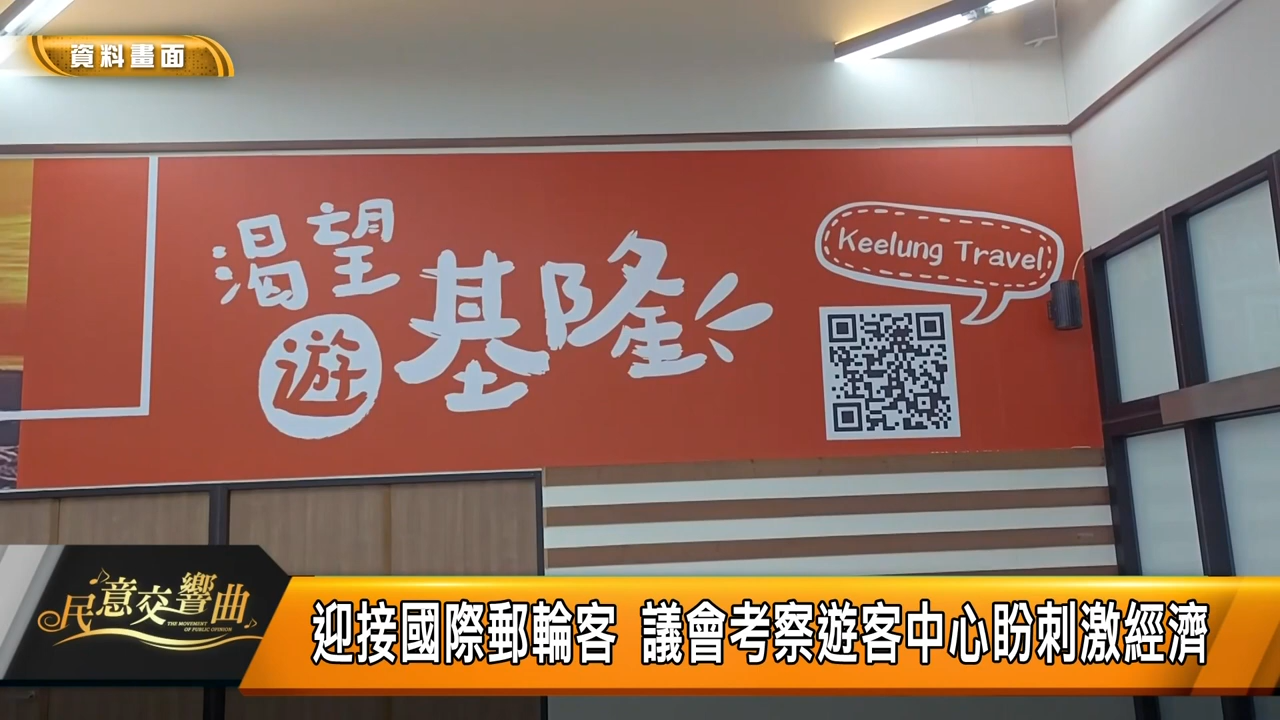 資料畫面
渴望
遊基隆
Keelung Travel
民意交響曲
THE MOVEMENT
OF PUBLIC OPINION
迎接國際郵輪客 議會考察遊客中心盼刺激經濟